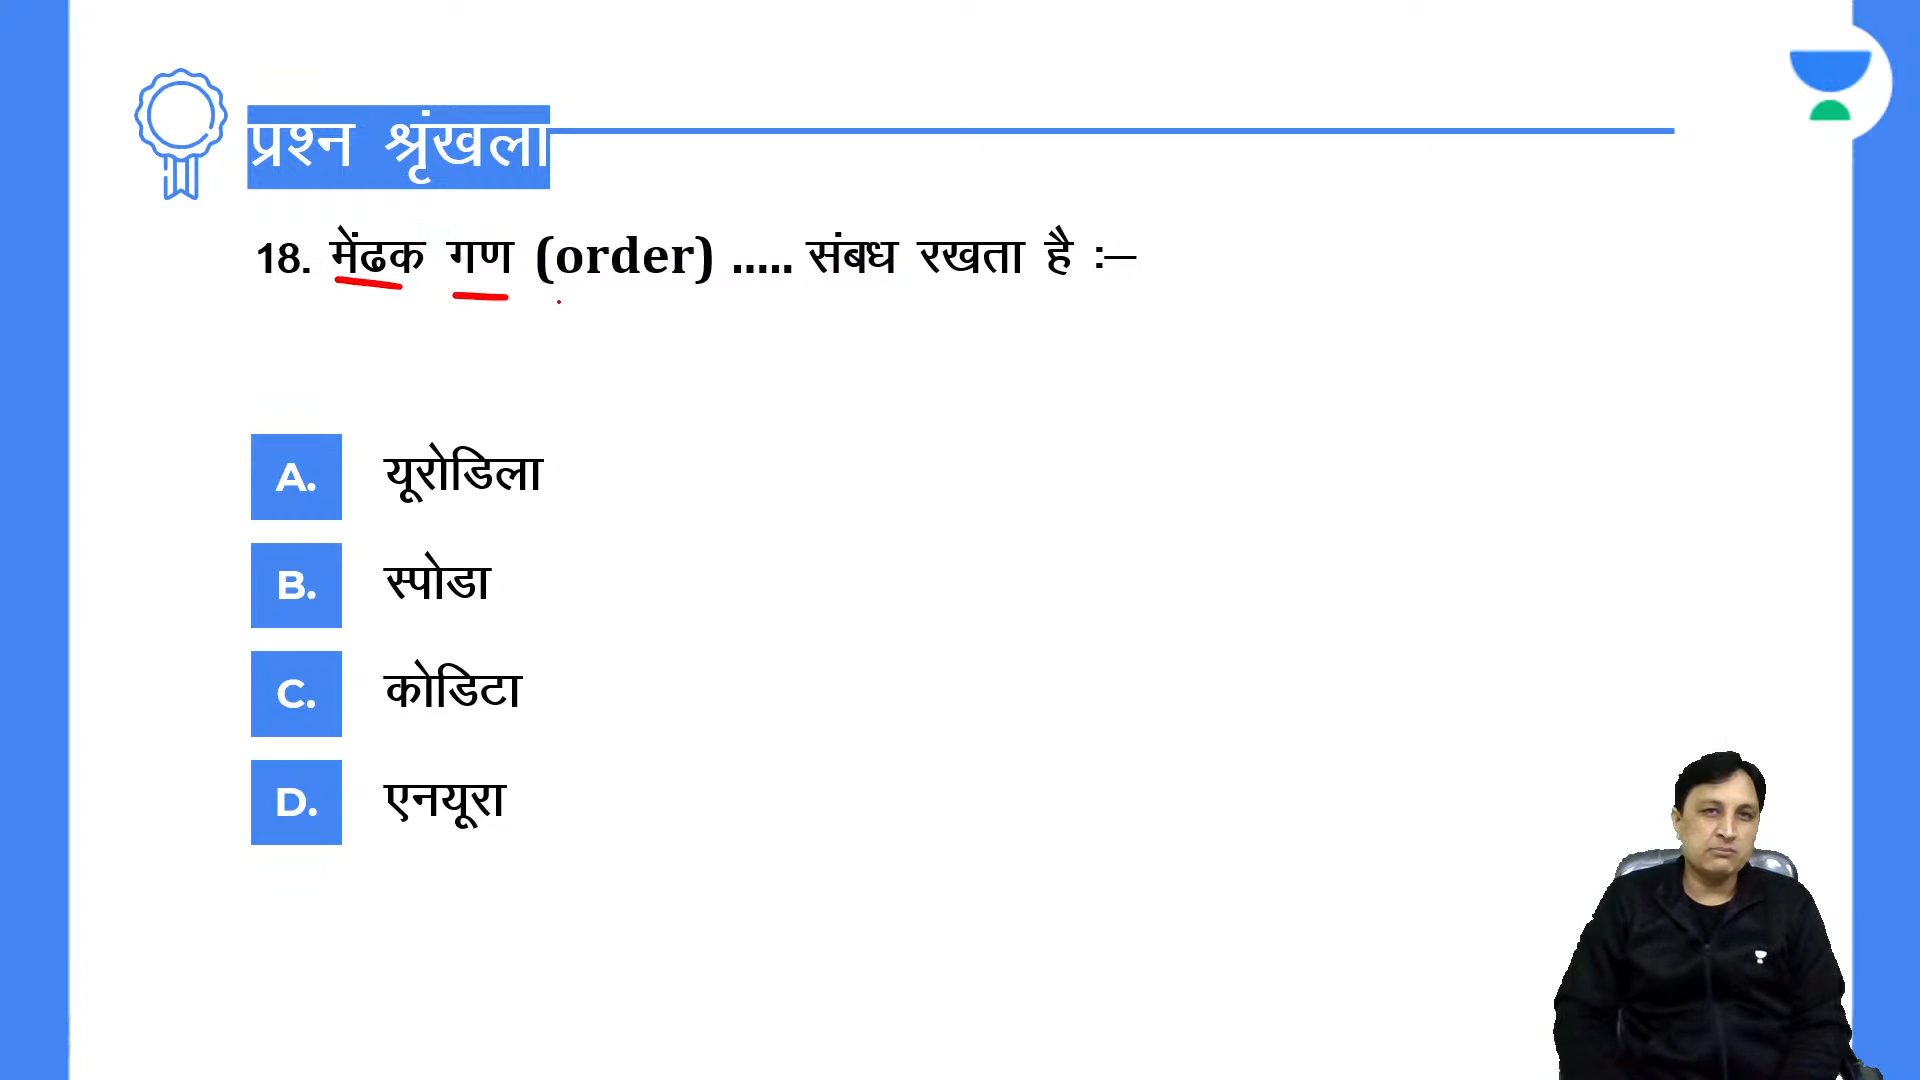 प्रश्न श्रृंखला
18. मेंढक गण (order) ..... संबध रखता है :–
A. यूरोडिला
B. स्पोडा
C. कोडिटा
D. एनयूरा